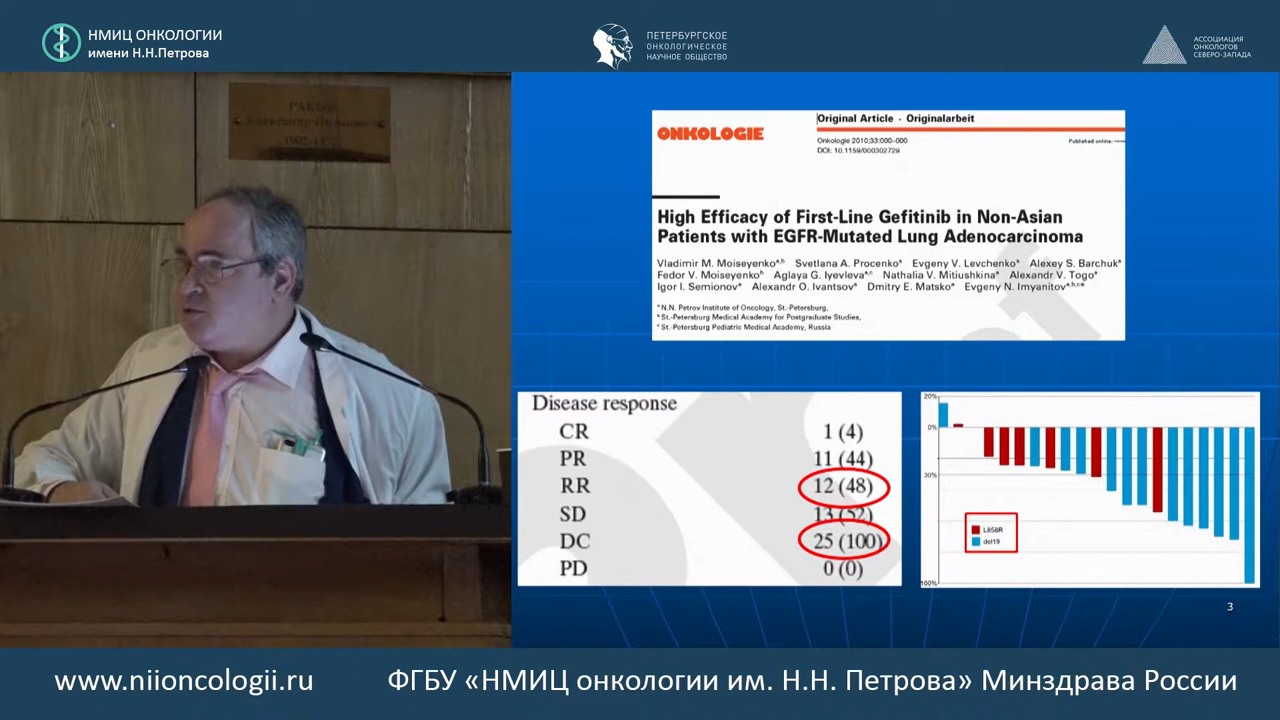 НМИЦ ОНКОЛОГИИ
имени Н.Н.Петрова
ПЕТЕРБУРГСКОЕ
ОНКОЛОГИЧЕСКОЕ
НАУЧНОЕ ОБЩЕСТВО
АССОЦИАЦИЯ
ОНКОЛОГОВ
СЕВЕРО-ЗАПАДА
ONKOLOGIE
Original Article · Originalarbeit
Onkologie 2010;33:000–000
DOI: 10.1159/000302729
Published online:
High Efficacy of First-Line Gefitinib in Non-Asian
Patients with EGFR-Mutated Lung Adenocarcinoma
Vladimir M. Moiseyenko a,b Svetlana A. Procenko a Evgeny V. Levchenko a Alexey S. Barchuk a
Fedor V. Moiseyenko b Aglaya G. Iyevleva a,c Nathalia V. Mitiushkina a Alexandr V. Togo a
Igor I. Semionov a Alexandr O. Ivantsov a Dmitry E. Matsko a Evgeny N. Imyanitov a,b,c
a N.N. Petrov Institute of Oncology, St.-Petersburg,
b St.-Petersburg Medical Academy for Postgraduate Studies,
c St.-Petersburg Pediatric Medical Academy, Russia
Disease response
CR 1 (4)
PR 11 (44)
RR 12 (48)
SD 13 (52)
DC 25 (100)
PD 0 (0)
20%
0%
30%
100%
L858R
del19
3
www.niioncologii.ru
ФГБУ «НМИЦ онкологии им. Н.Н. Петрова» Минздрава России